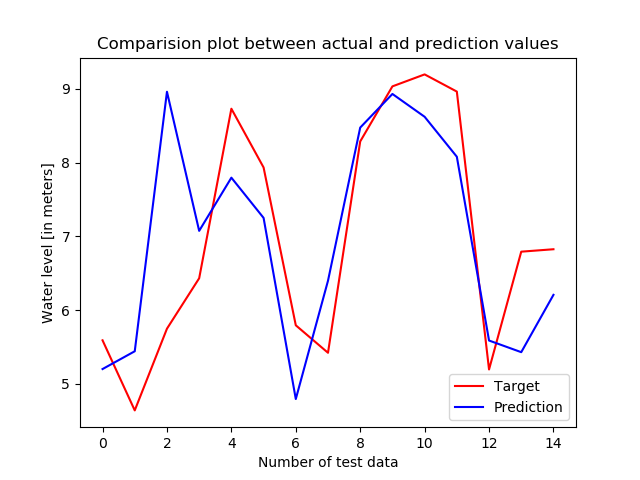 Comparision plot between actual and prediction values
Water level [in meters]
9
8
7
6
5
0 2 4 6 8 10 12 14
Number of test data
Target
Prediction